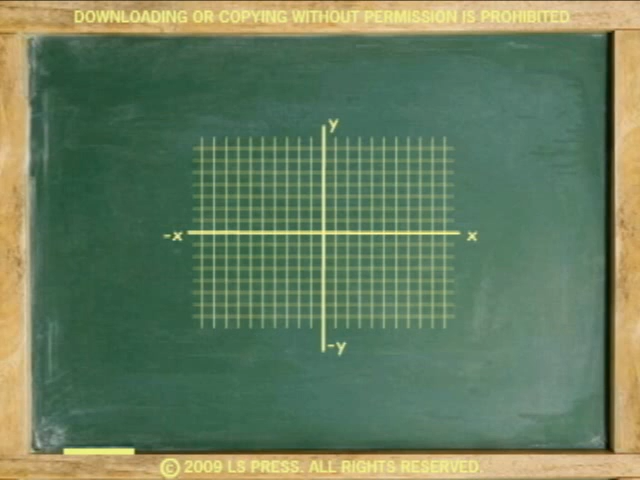 DOWNLOADING OR COPYING WITHOUT PERMISSION IS PROHIBITED
y
-x
x
-y
© 2009 LS PRESS. ALL RIGHTS RESERVED.